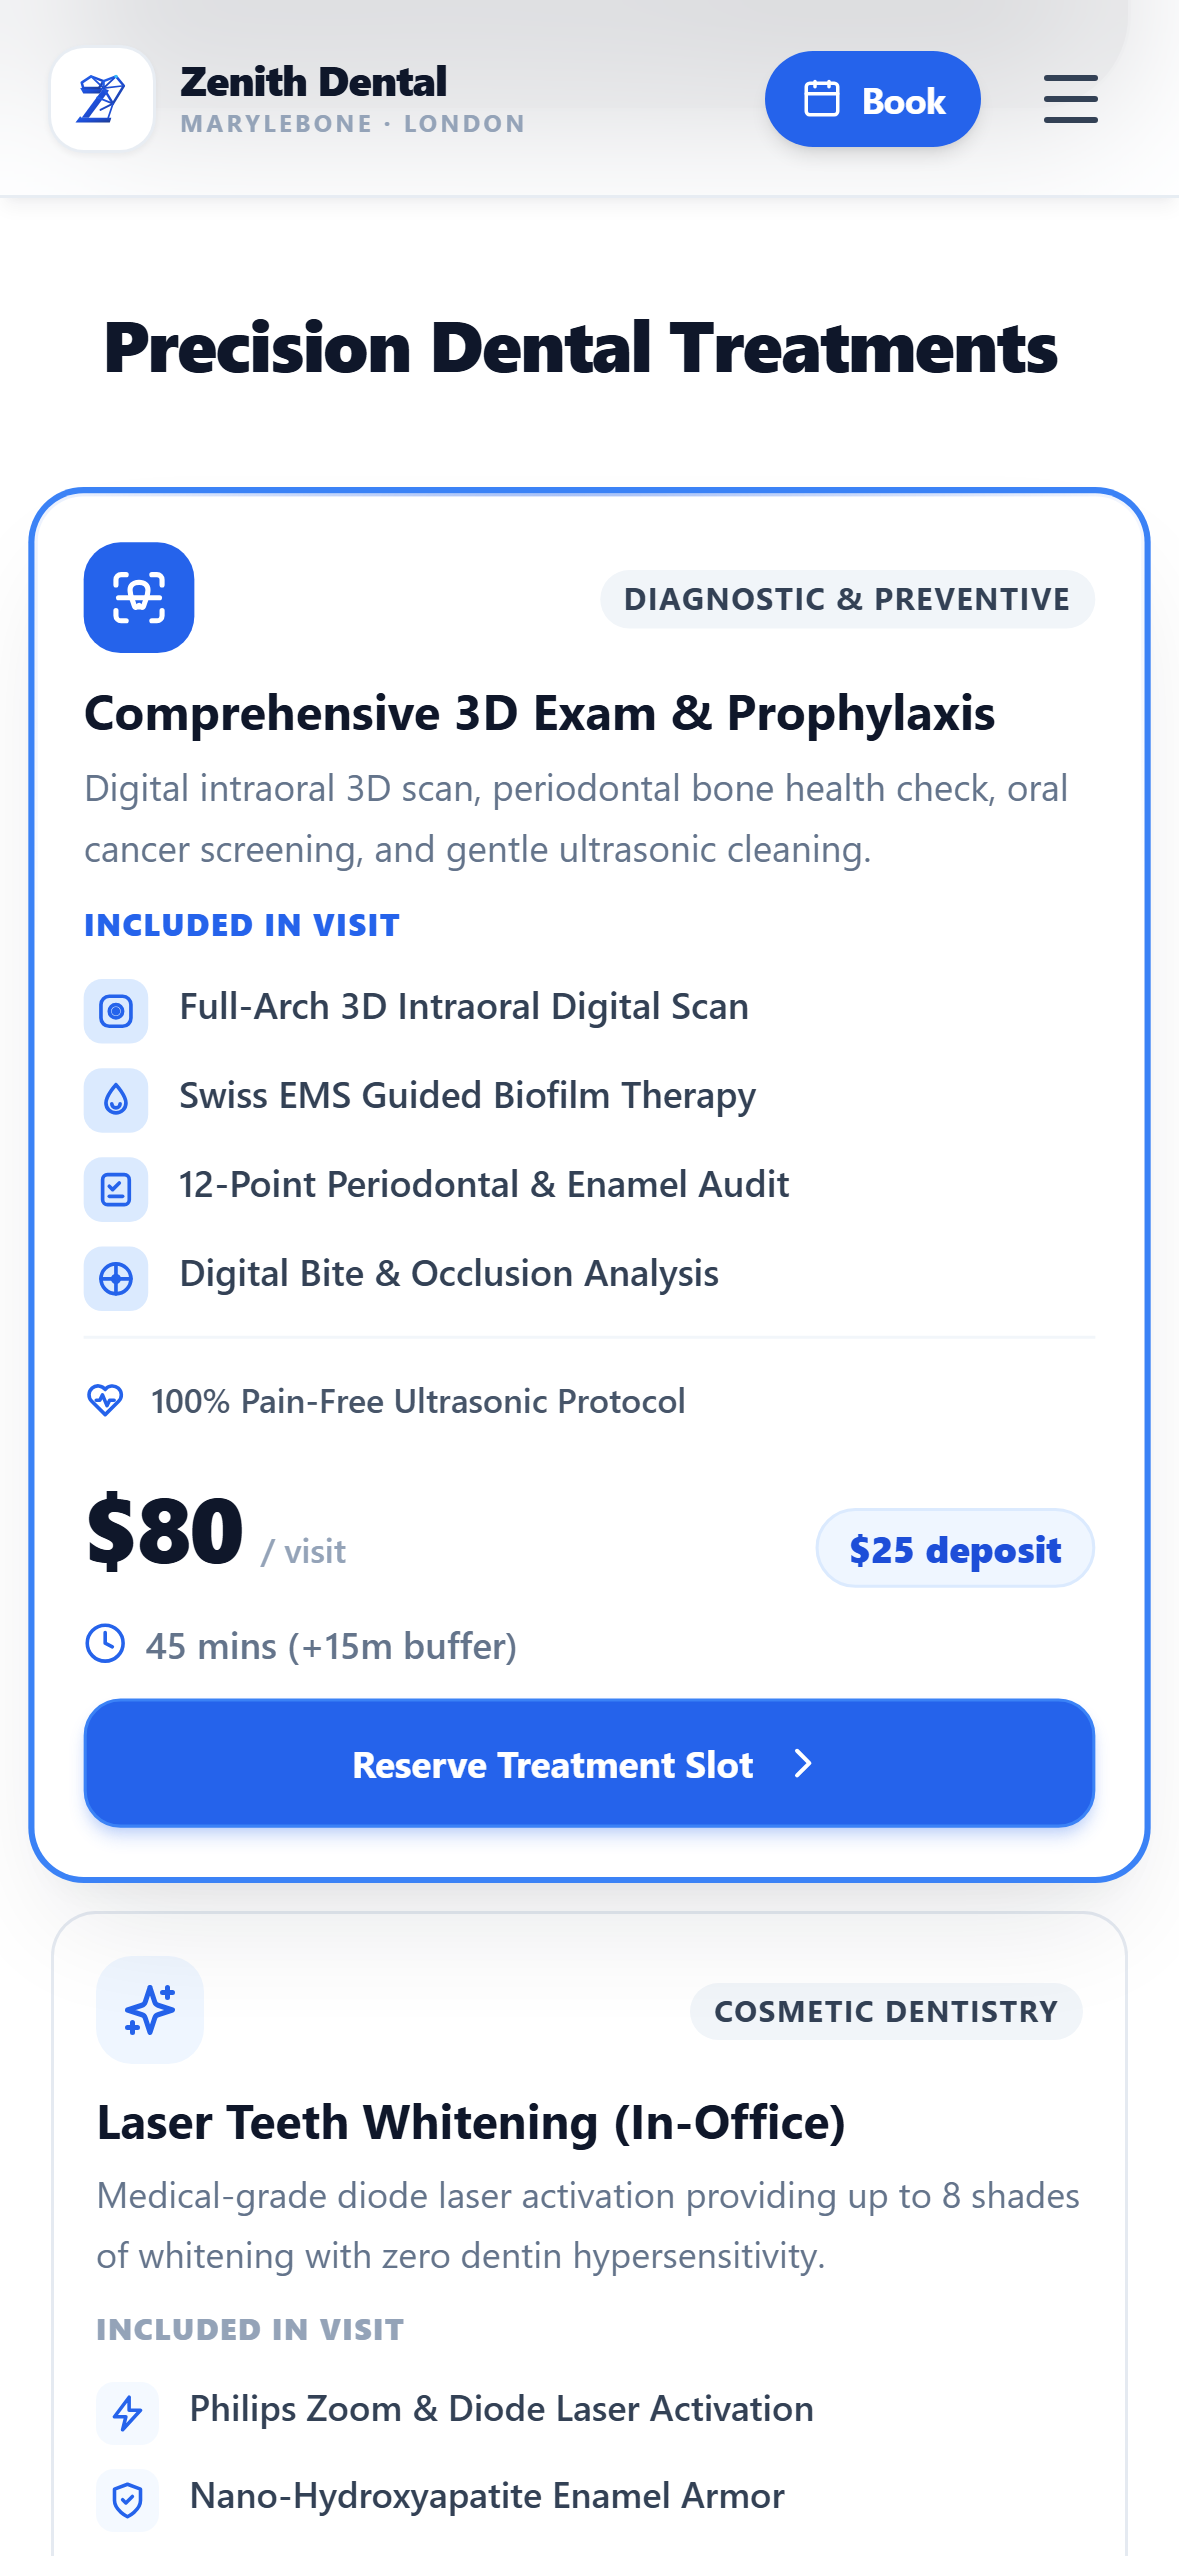 Zenith Dental
MARYLEBONE · LONDON
Book
Precision Dental Treatments
DIAGNOSTIC & PREVENTIVE
Comprehensive 3D Exam & Prophylaxis
Digital intraoral 3D scan, periodontal bone health check, oral
cancer screening, and gentle ultrasonic cleaning.
INCLUDED IN VISIT
Full-Arch 3D Intraoral Digital Scan
Swiss EMS Guided Biofilm Therapy
12-Point Periodontal & Enamel Audit
Digital Bite & Occlusion Analysis
100% Pain-Free Ultrasonic Protocol
$80 / visit
$25 deposit
45 mins (+15m buffer)
Reserve Treatment Slot
COSMETIC DENTISTRY
Laser Teeth Whitening (In-Office)
Medical-grade diode laser activation providing up to 8 shades
of whitening with zero dentin hypersensitivity.
INCLUDED IN VISIT
Philips Zoom & Diode Laser Activation
Nano-Hydroxyapatite Enamel Armor